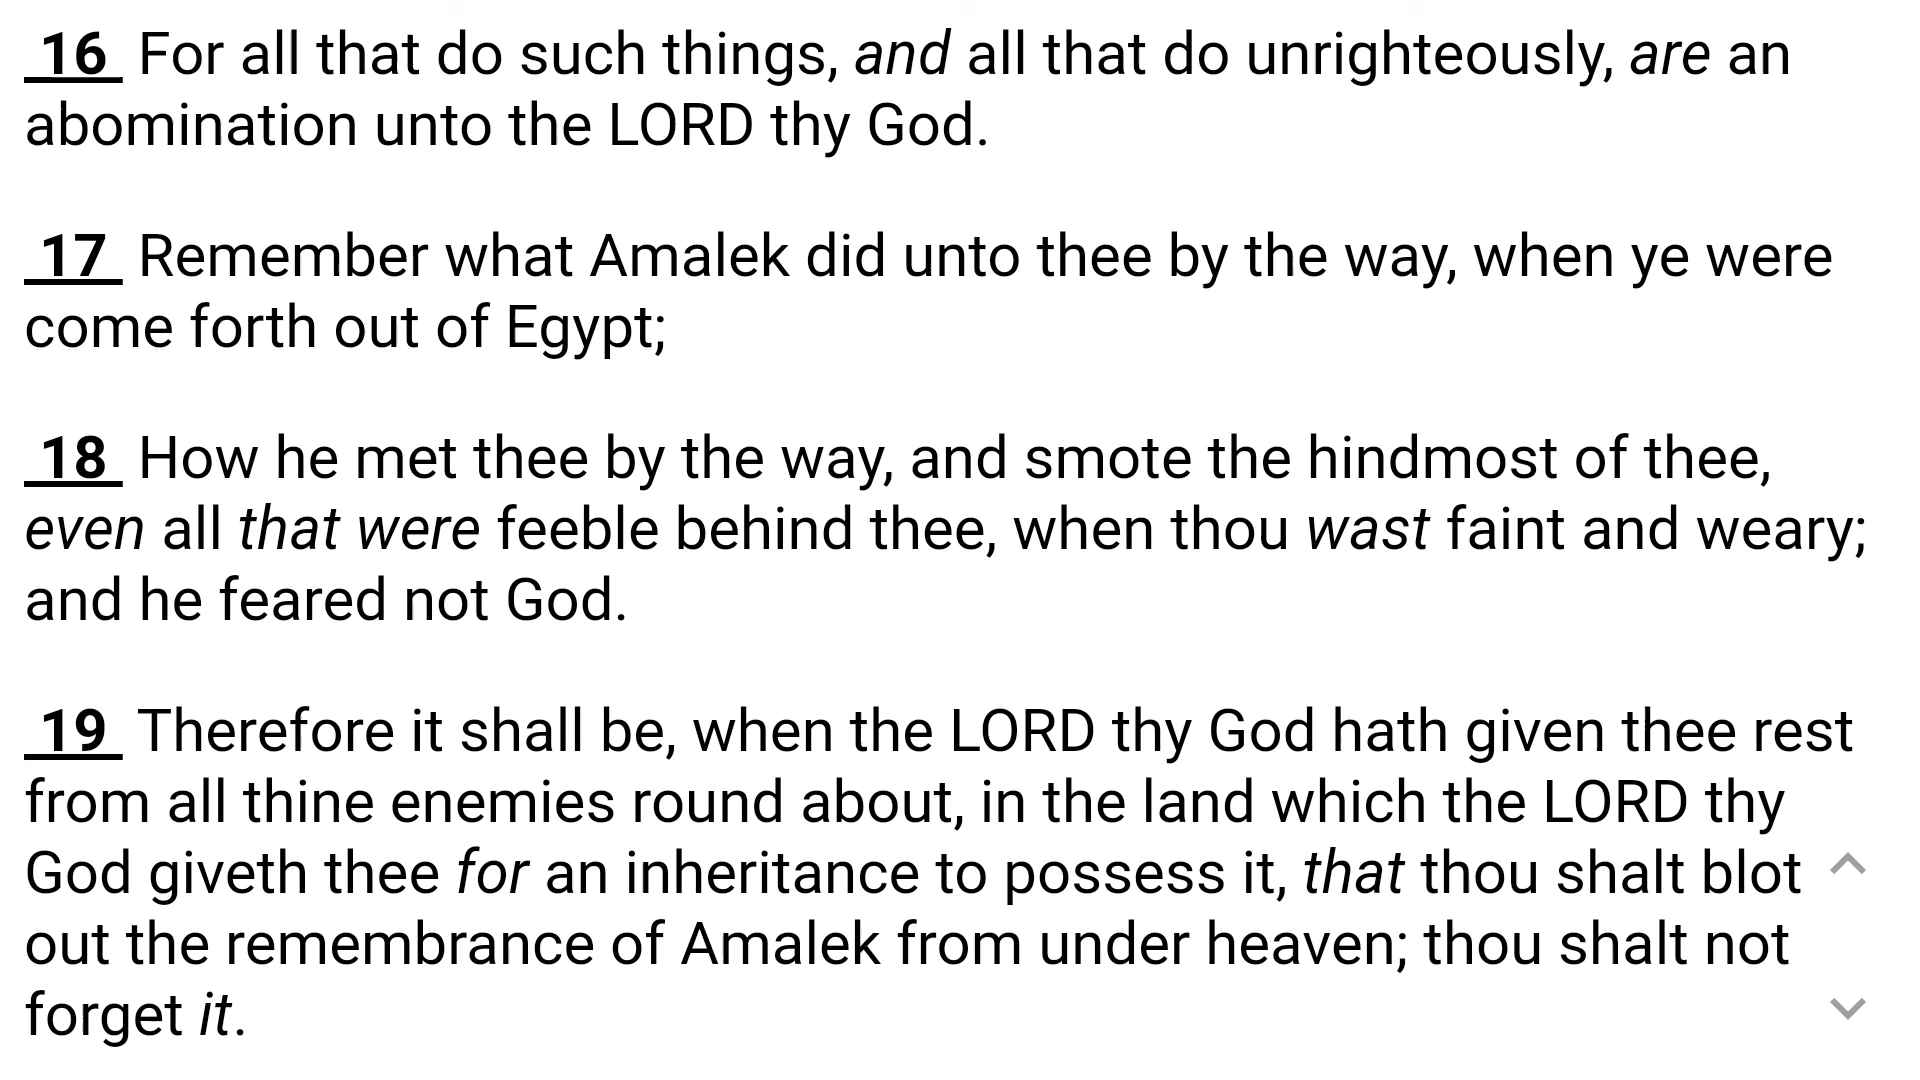 16 For all that do such things, and all that do unrighteously, are an
abomination unto the LORD thy God.
17 Remember what Amalek did unto thee by the way, when ye were
come forth out of Egypt;
18 How he met thee by the way, and smote the hindmost of thee,
even all that were feeble behind thee, when thou wast faint and weary;
and he feared not God.
19 Therefore it shall be, when the LORD thy God hath given thee rest
from all thine enemies round about, in the land which the LORD thy
God giveth thee for an inheritance to possess it, that thou shalt blot
out the remembrance of Amalek from under heaven; thou shalt not
forget it.